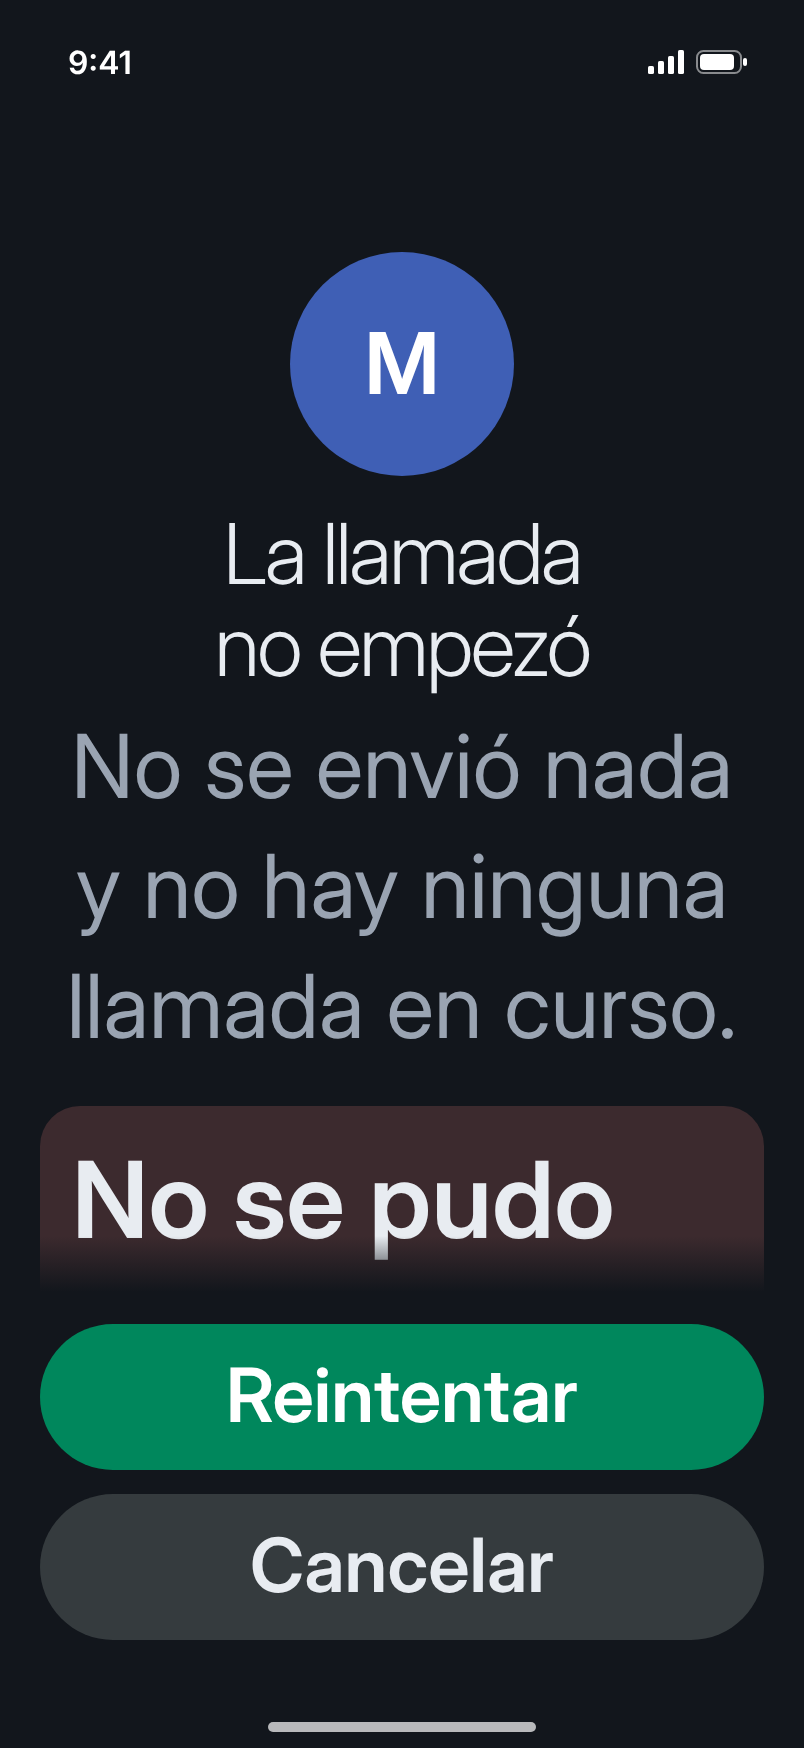 9:41
M
La llamada
no empezó
No se envió nada
y no hay ninguna
llamada en curso.
No se pudo
Reintentar
Cancelar